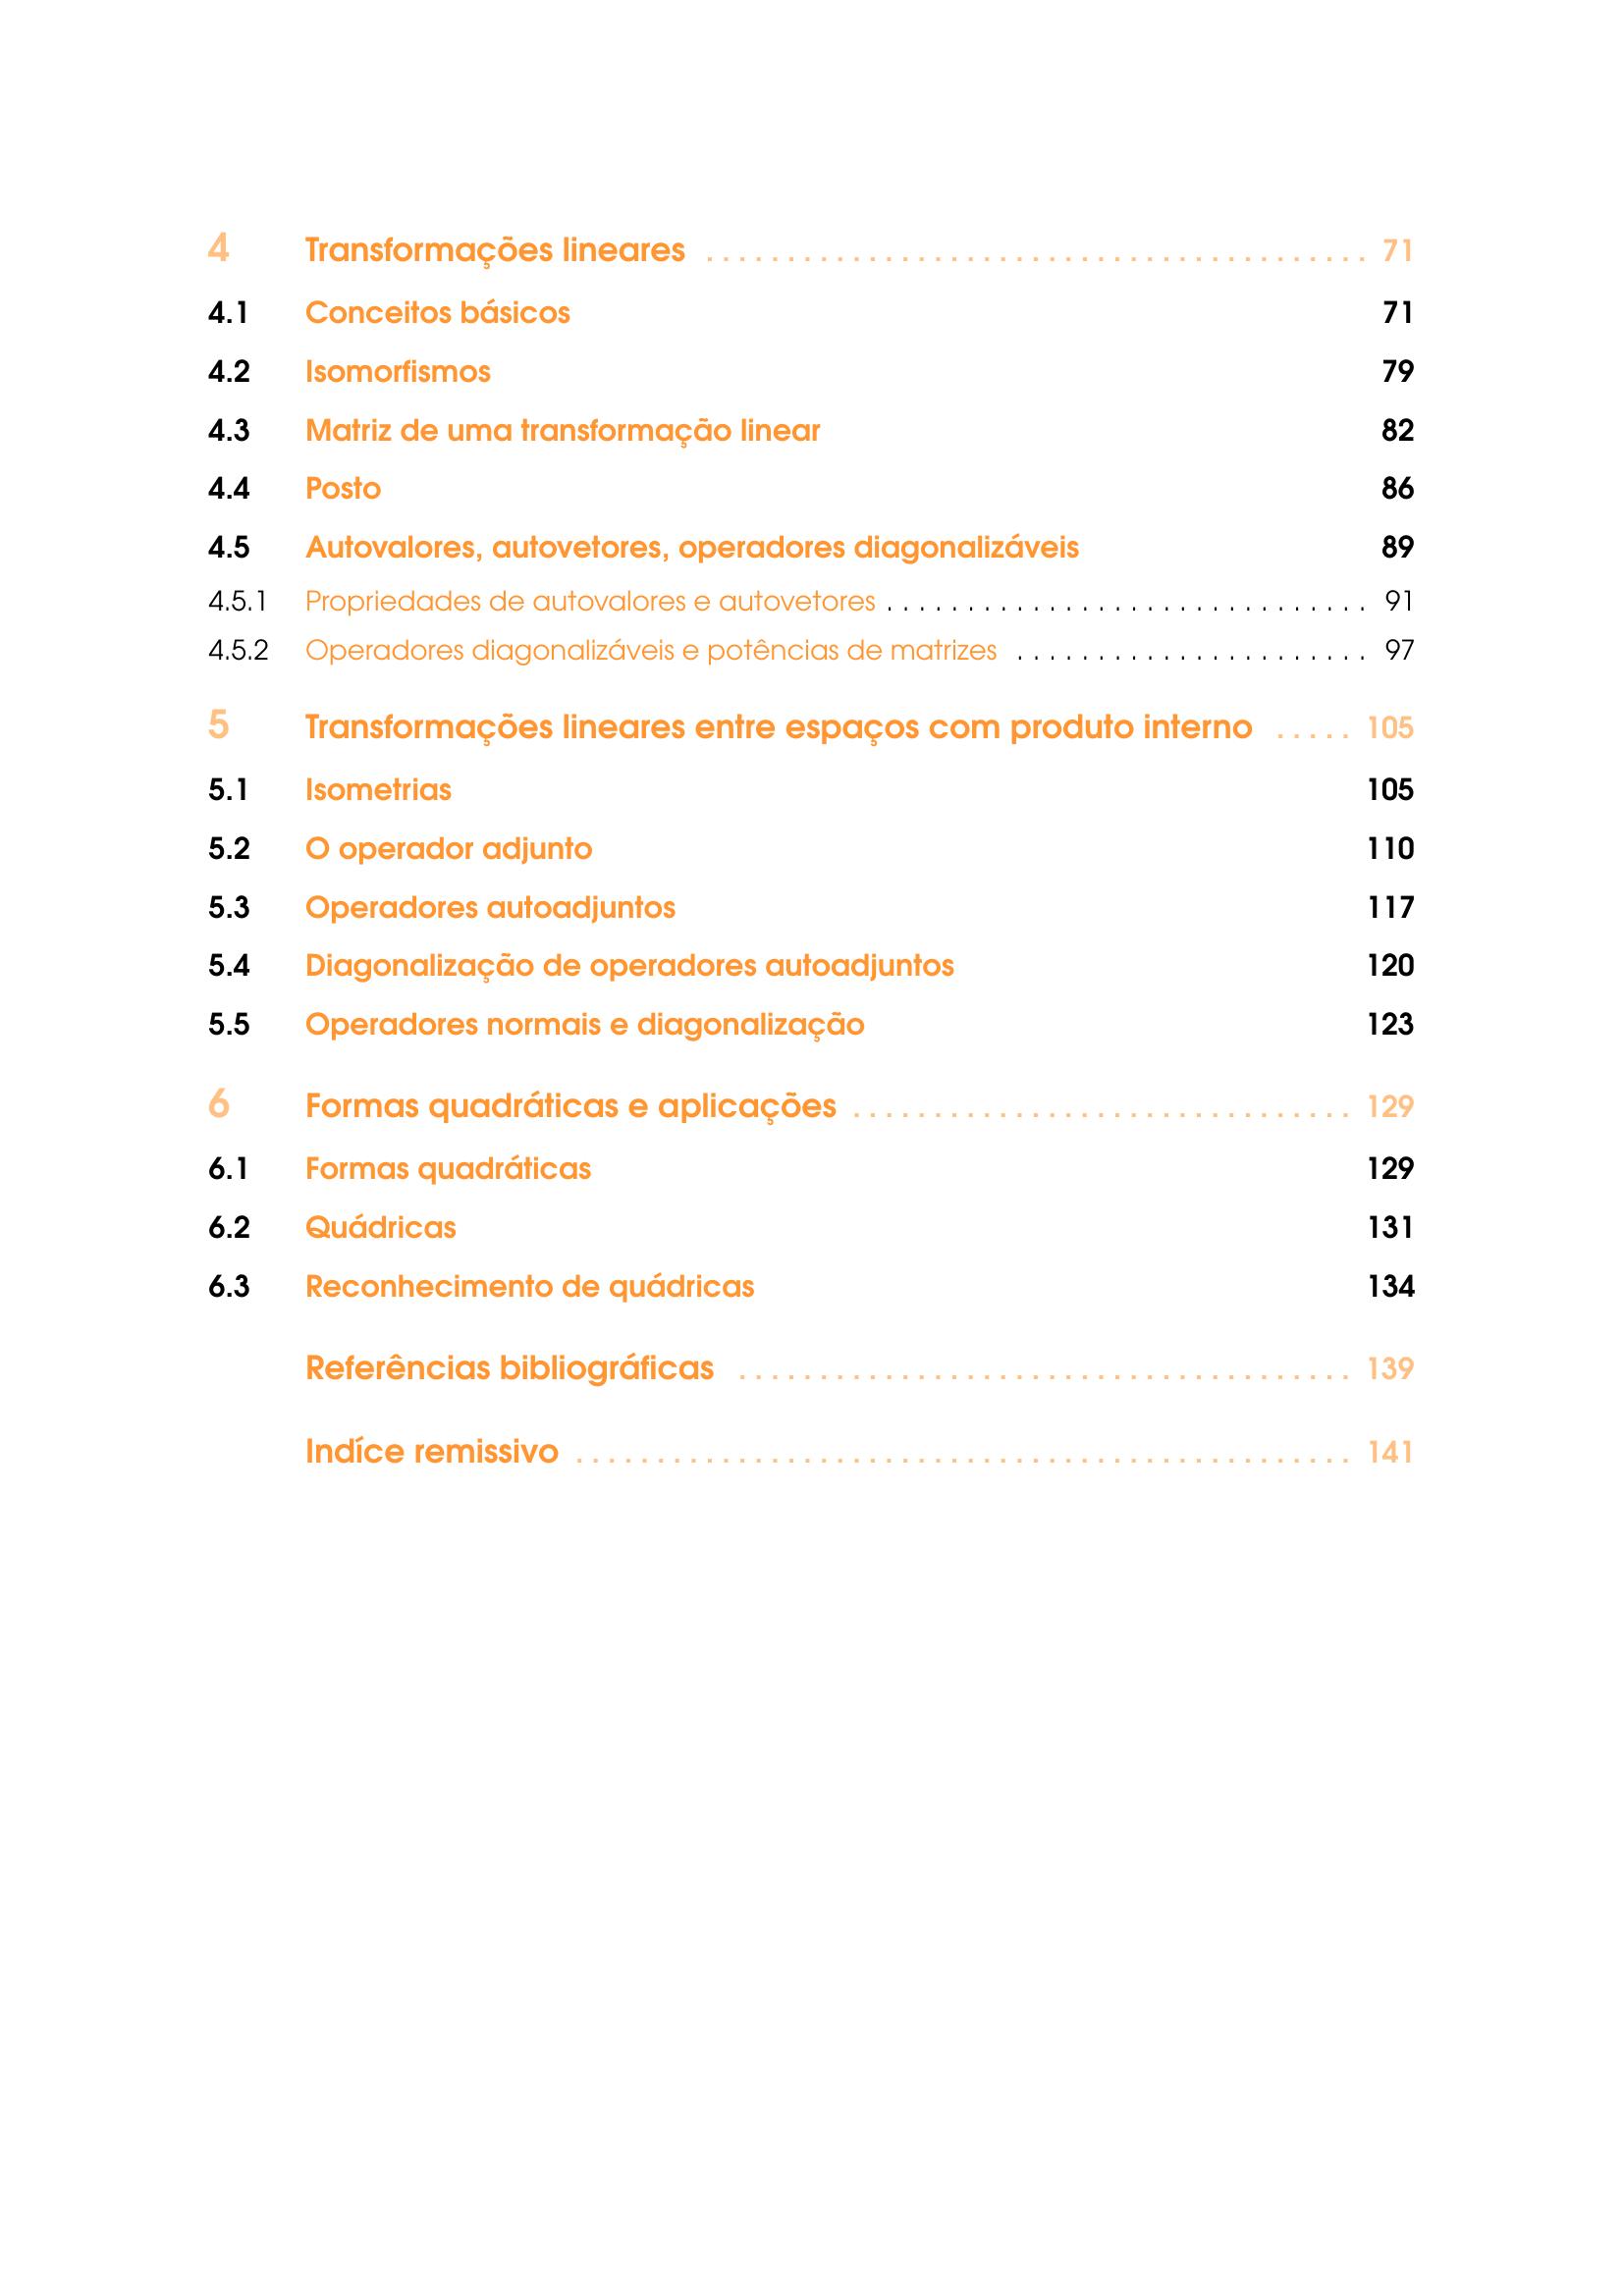 4 Transformações lineares . . . . . . . . . . . . . . . . . . . . . . . . . . . . . . . . . . . . . . . . . 71
4.1 Conceitos básicos 71
4.2 Isomorfismos 79
4.3 Matriz de uma transformação linear 82
4.4 Posto 86
4.5 Autovalores, autovetores, operadores diagonalizáveis 89
4.5.1 Propriedades de autovalores e autovetores . . . . . . . . . . . . . . . . . . . . . . . . . . . . . . 91
4.5.2 Operadores diagonalizáveis e potências de matrizes . . . . . . . . . . . . . . . . . . . . . . 97
5 Transformações lineares entre espaços com produto interno . . . . . 105
5.1 Isometrias 105
5.2 O operador adjunto 110
5.3 Operadores autoadjuntos 117
5.4 Diagonalização de operadores autoadjuntos 120
5.5 Operadores normais e diagonalização 123
6 Formas quadráticas e aplicações . . . . . . . . . . . . . . . . . . . . . . . . . . . . . . . 129
6.1 Formas quadráticas 129
6.2 Quádricas 131
6.3 Reconhecimento de quádricas 134
Referências bibliográficas . . . . . . . . . . . . . . . . . . . . . . . . . . . . . . . . . . . . . . 139
Indíce remissivo . . . . . . . . . . . . . . . . . . . . . . . . . . . . . . . . . . . . . . . . . . . . . . . . 141